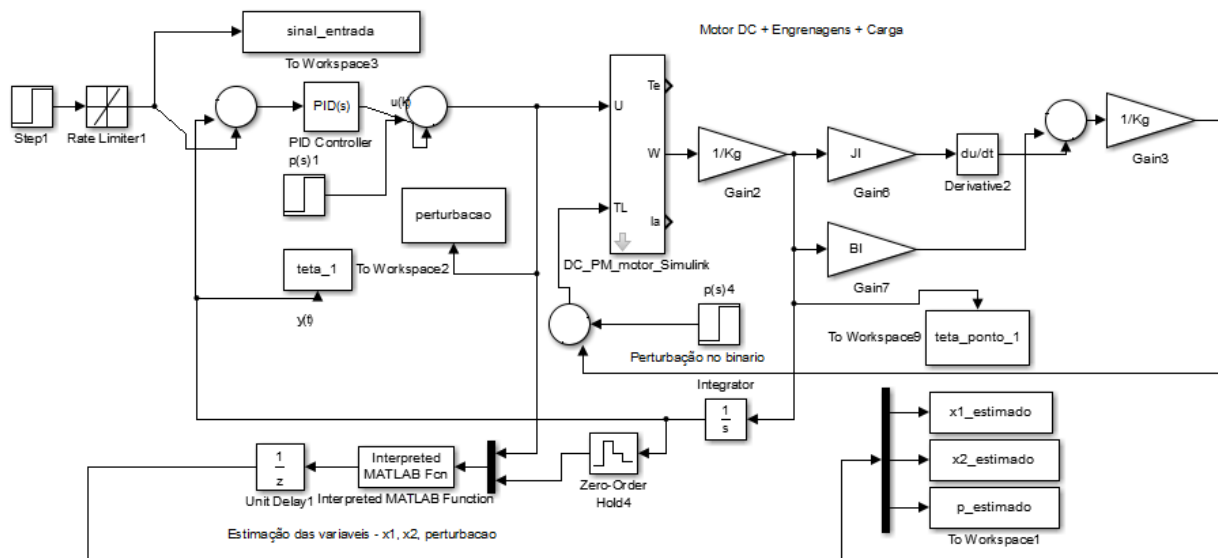 sinal_entrada
To Workspace3
Motor DC + Engrenagens + Carga
Step1
Rate Limiter1
PID(s)
PID Controller
u(k)
p(s)1
perturbacao
To Workspace2
teta_1
y(t)
U
TL
Te
W
Ia
DC_PM_motor_Simulink
1/Kg
Gain2
JI
Gain6
du/dt
Derivative2
1/Kg
Gain3
BI
Gain7
p(s)4
Perturbação no binario
To Workspace9
teta_ponto_1
Integrator
1
s
Zero-Order
Hold4
Interpreted
MATLAB Fcn
Interpreted MATLAB Function
1
z
Unit Delay1
Estimação das variaveis - x1, x2, perturbacao
x1_estimado
x2_estimado
p_estimado
To Workspace1